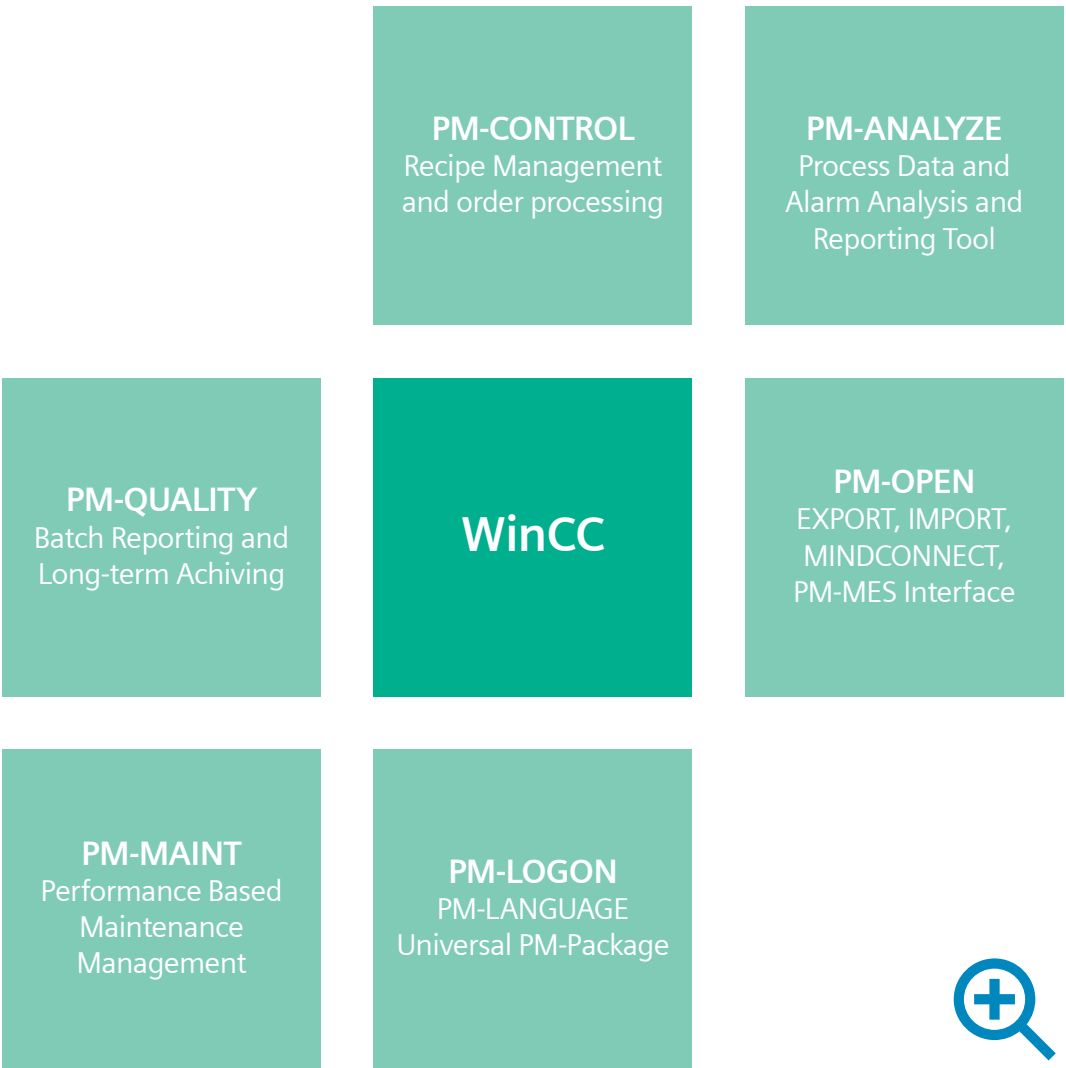 PM-CONTROL
Recipe Management
and order processing
PM-ANALYZE
Process Data and
Alarm Analysis and
Reporting Tool
PM-QUALITY
Batch Reporting and
Long-term Achiving
WinCC
PM-OPEN
EXPORT, IMPORT,
MINDCONNECT,
PM-MES Interface
PM-MAINT
Performance Based
Maintenance
Management
PM-LOGON
PM-LANGUAGE
Universal PM-Package